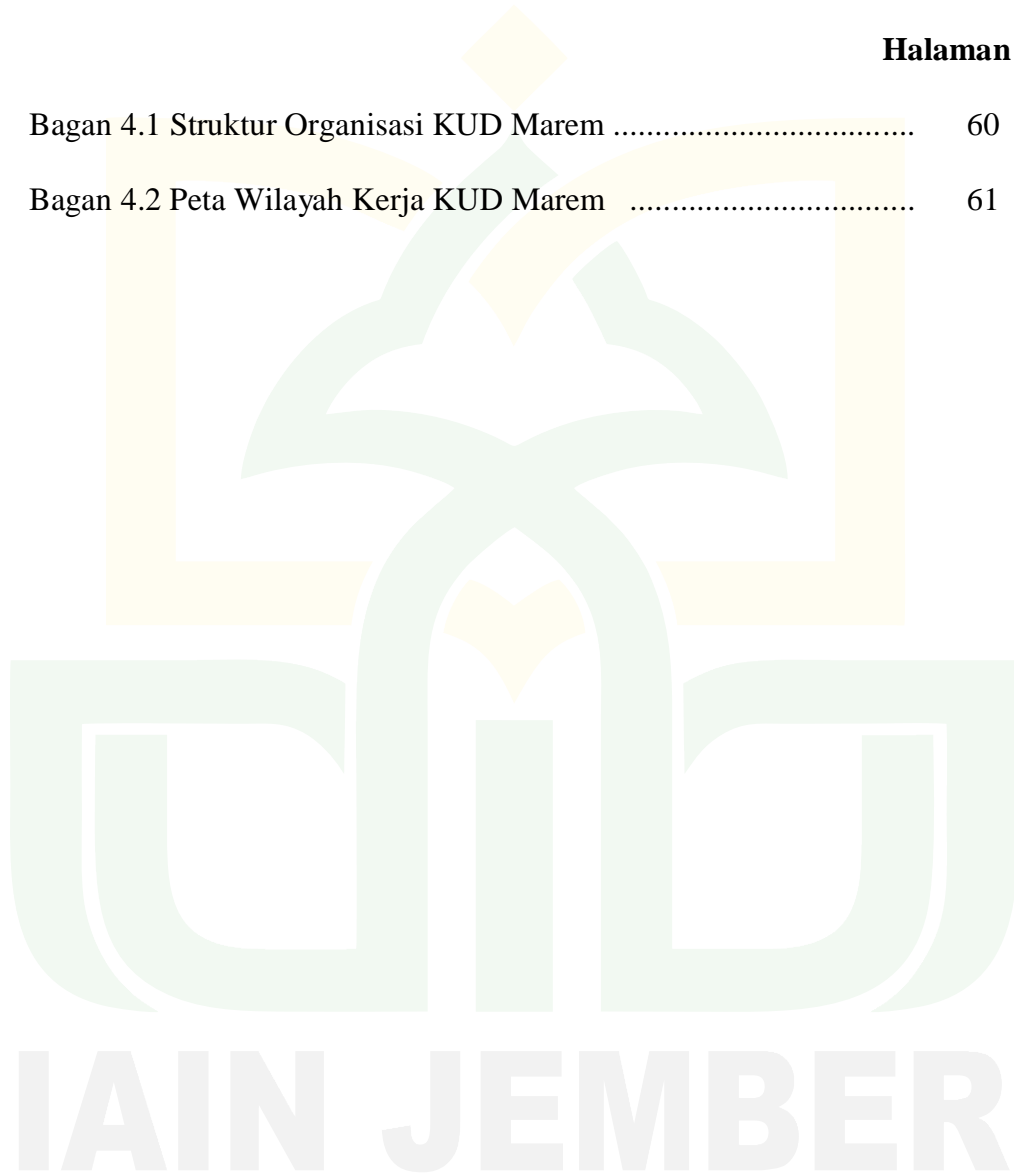 Halaman
Bagan 4.1 Struktur Organisasi KUD Marem .................................... 60
Bagan 4.2 Peta Wilayah Kerja KUD Marem .................................. 61
IAIN JEMBER